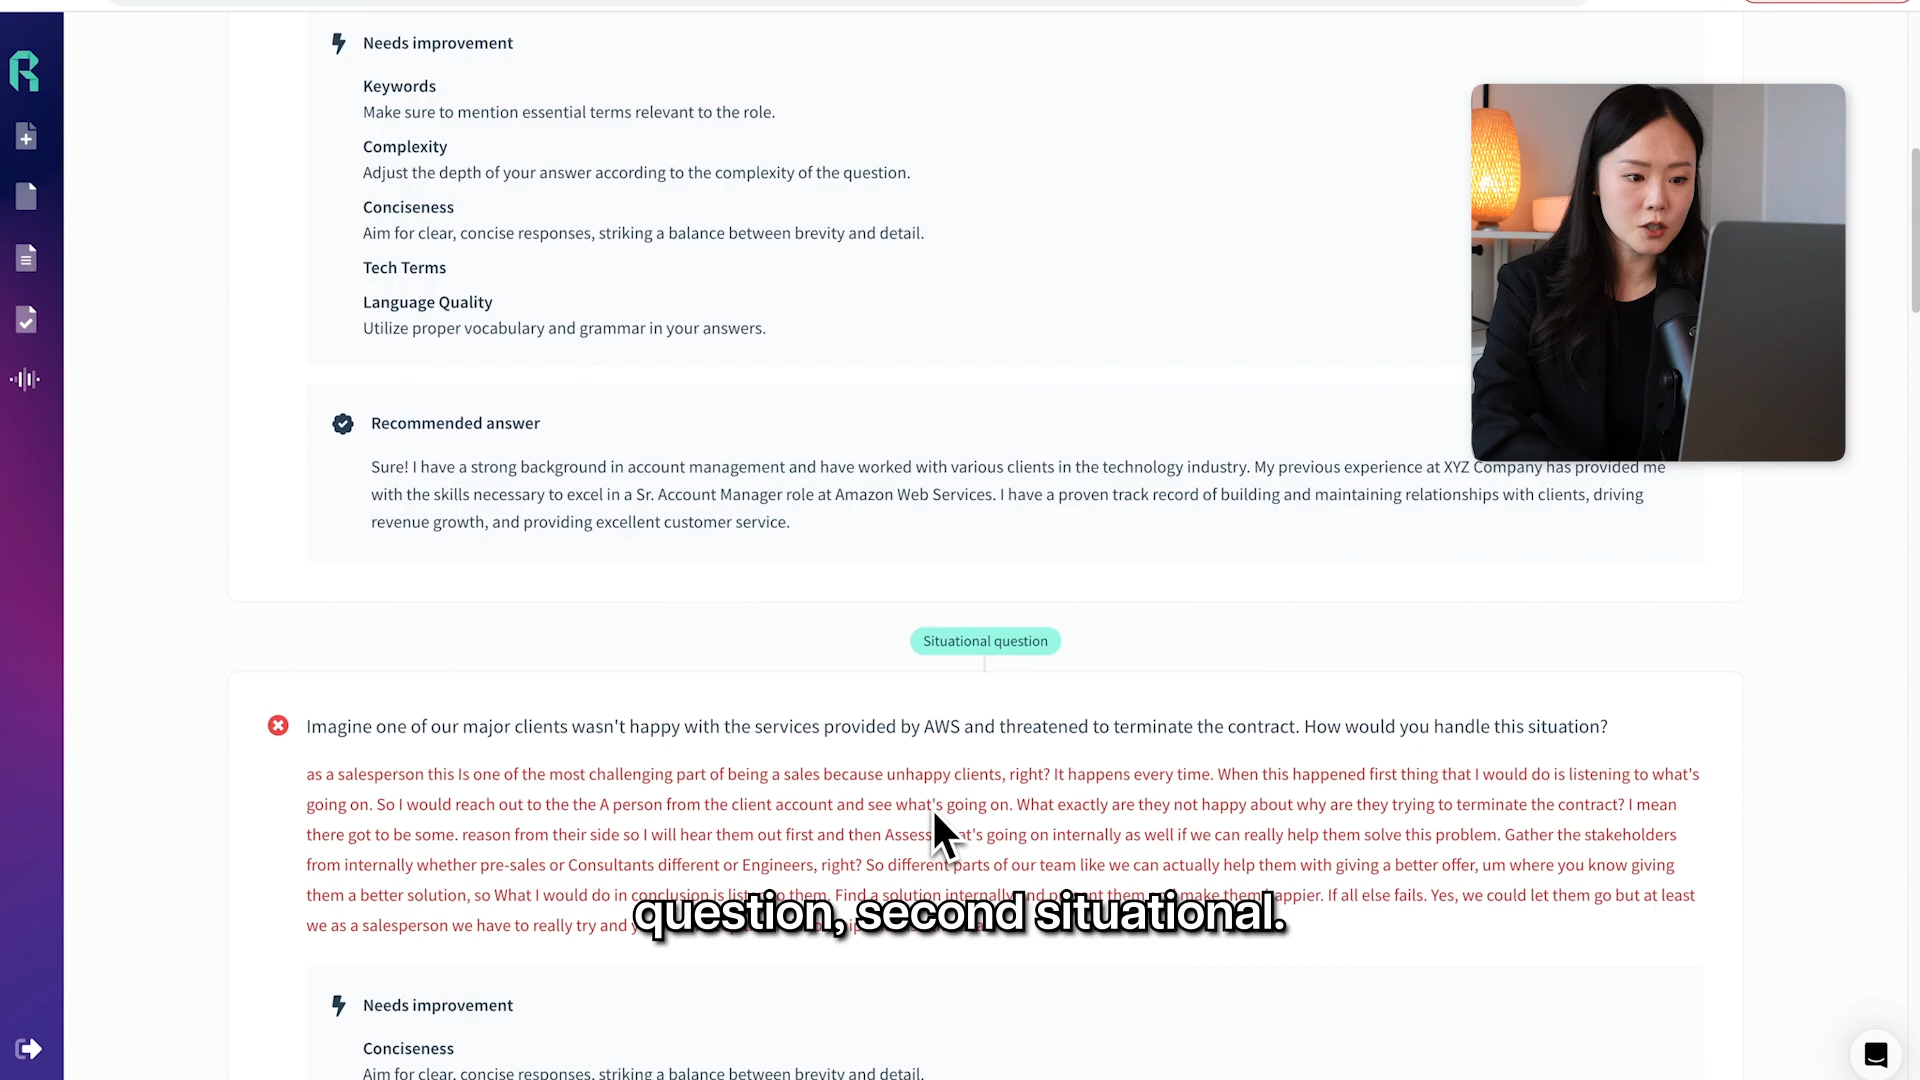 Needs improvement
Keywords
Make sure to mention essential terms relevant to the role.
Complexity
Adjust the depth of your answer according to the complexity of the question.
Conciseness
Aim for clear, concise responses, striking a balance between brevity and detail.
Tech Terms
Language Quality
Utilize proper vocabulary and grammar in your answers.
Recommended answer
Sure! I have a strong background in account management and have worked with various clients in the technology industry. My previous experience at XYZ Company has provided me
with the skills necessary to excel in a Sr. Account Manager role at Amazon Web Services. I have a proven track record of building and maintaining relationships with clients, driving
revenue growth, and providing excellent customer service.
Situational question
Imagine one of our major clients wasn't happy with the services provided by AWS and threatened to terminate the contract. How would you handle this situation?
as a salesperson this Is one of the most challenging part of being a sales because unhappy clients, right? It happens every time. When this happened first thing that I would do is listening to what's
going on. So I would reach out to the the A person from the client account and see what's going on. What exactly are they not happy about why are they trying to terminate the contract? I mean
there got to be some. reason from their side so I will hear them out first and then Assess what's going on internally as well if we can really help them solve this problem. Gather the stakeholders
from internally whether pre-sales or Consultants different or Engineers, right? So different parts of our team like we can actually help them with giving a better offer, um where you know giving
them a better solution, so What I would do in conclusion is listen to them. Find a solution internally and present them and make them happier. If all else fails. Yes, we could let them go but at least
we as a salesperson we have to really try and
question, second situational.
Needs improvement
Conciseness
Aim for clear, concise responses, striking a balance between brevity and detail.